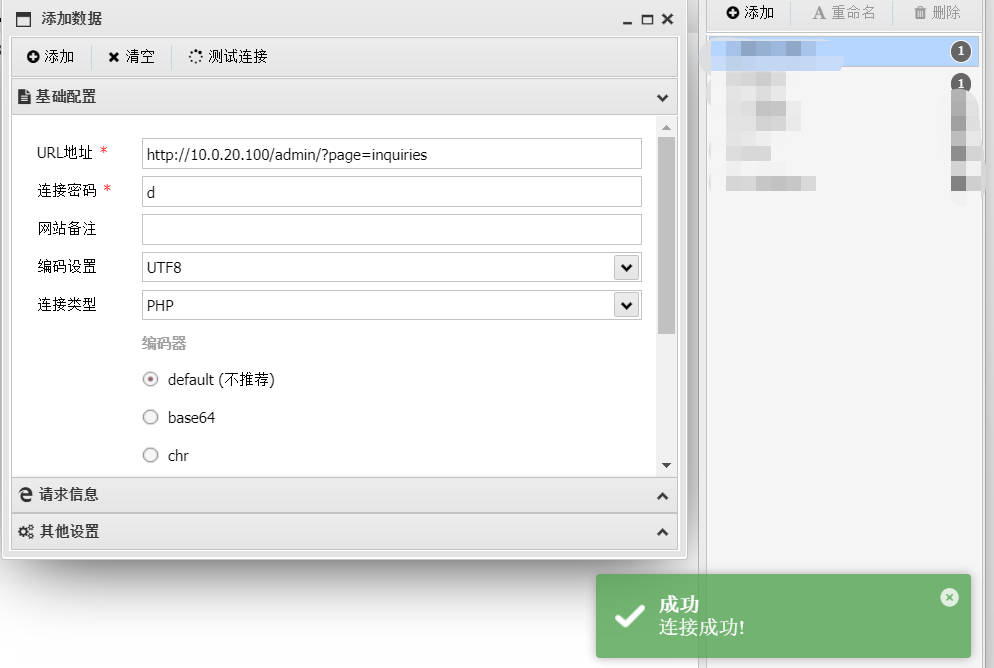 添加数据
添加 清空 测试连接
基础配置
URL地址 * http://10.0.20.100/admin/?page=inquiries
连接密码 * d
网站备注
编码设置 UTF8
连接类型 PHP
编码器
default (不推荐)
base64
chr
请求信息
其他设置
添加 重命名 删除
1
1
成功
连接成功!